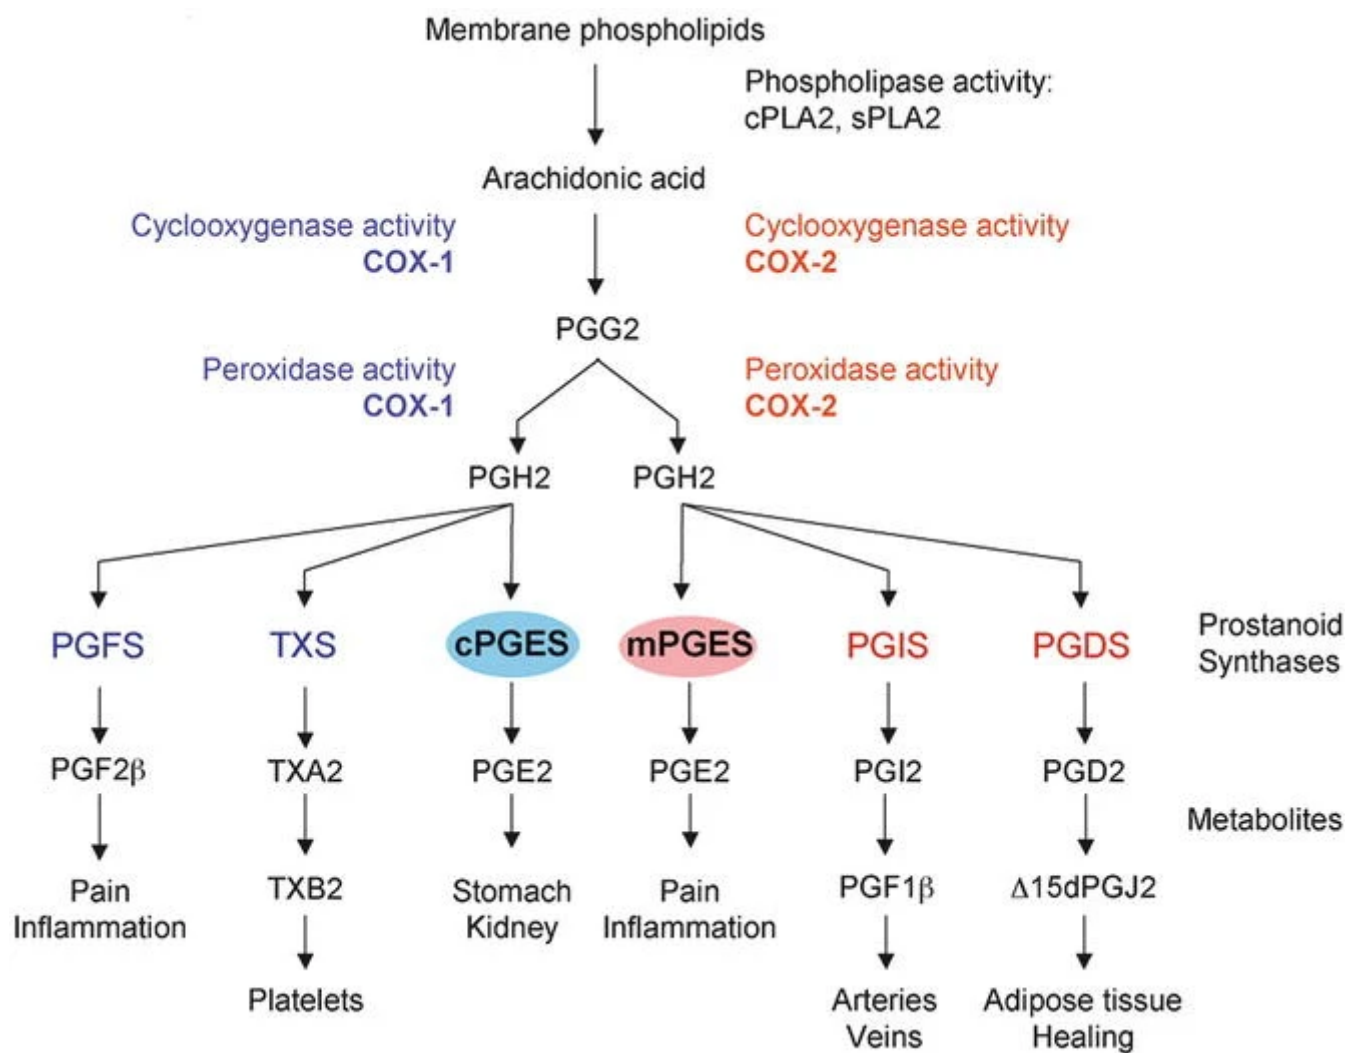 Membrane phospholipids
Phospholipase activity:
cPLA2, sPLA2
Arachidonic acid
Cyclooxygenase activity
COX-1
Cyclooxygenase activity
COX-2
PGG2
Peroxidase activity
COX-1
Peroxidase activity
COX-2
PGH2
PGH2
PGFS
TXS
cPGES
mPGES
PGIS
PGDS
Prostanoid
Synthases
PGF2β
TXA2
PGE2
PGE2
PGI2
PGD2
Metabolites
Pain
Inflammation
TXB2
Stomach
Kidney
Pain
Inflammation
PGF1β
Δ15dPGJ2
Platelets
Arteries
Veins
Adipose tissue
Healing